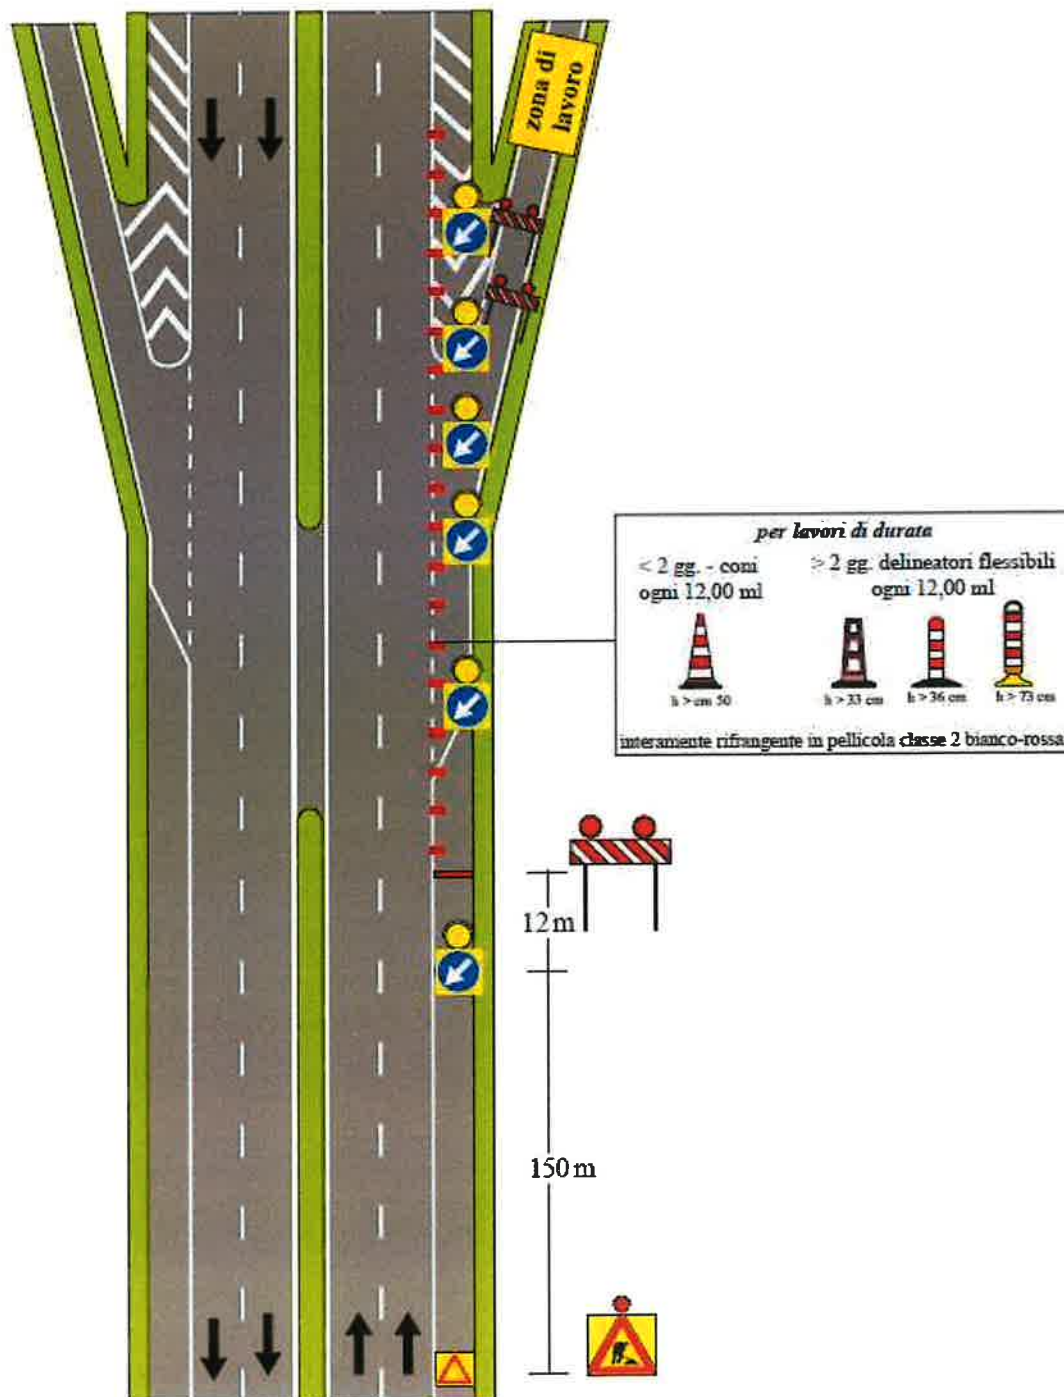 zona di
lavoro
per lavori di durata
< 2 gg. - coni
ogni 12,00 ml
> 2 gg. delineatori flessibili
ogni 12,00 ml
h > cm 50
h > 33 cm
h > 36 cm
h > 73 cm
interamente rifrangente in pellicola classe 2 bianco-rossa
12 m
150 m